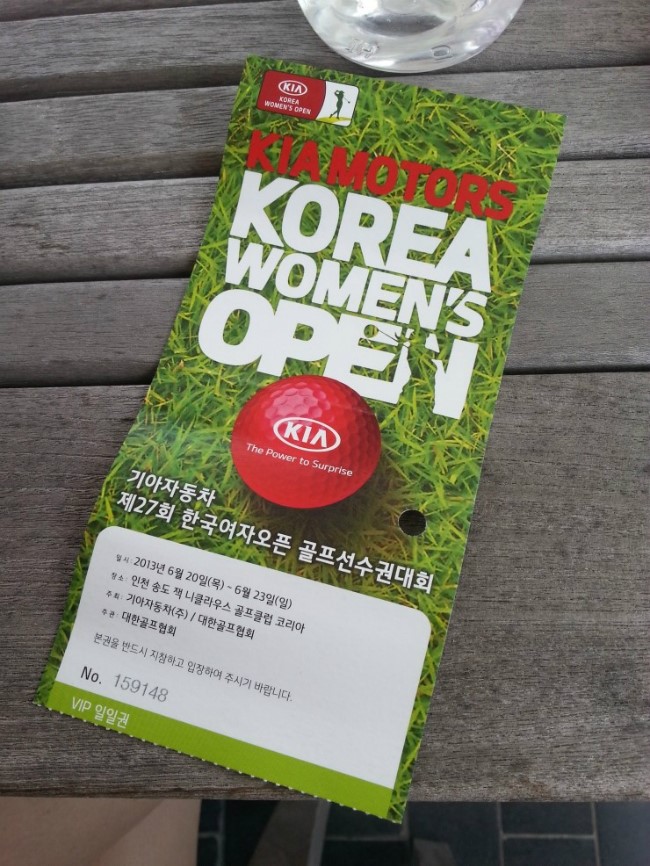 KIA
KOREA
WOMEN'S OPEN
KIA MOTORS
KOREA
WOMEN'S
OPEN
KIA
The Power to Surprise
기아자동차
제27회 한국여자오픈 골프선수권대회
일시: 2013년 6월 20일(목) – 6월 23일(일)
장소: 인천 송도 잭 니클라우스 골프클럽 코리아
주최: 기아자동차(주) / 대한골프협회
주관: 대한골프협회
본권을 반드시 지참하고 입장하여 주시기 바랍니다.
No. 159148
VIP 일일권